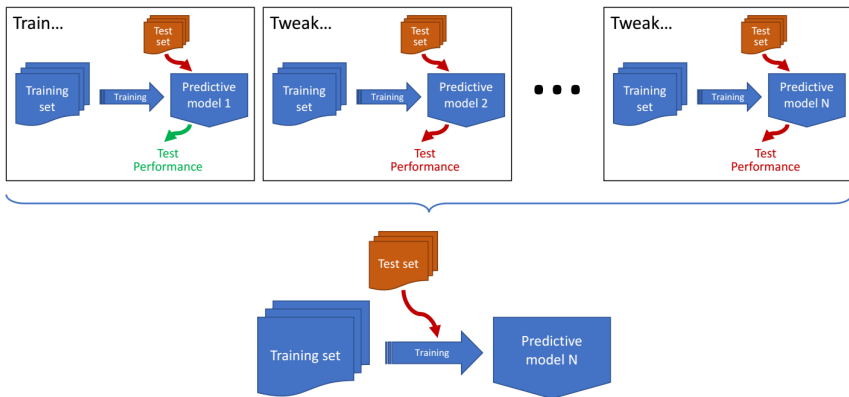 Train...
Test
set
Training
set
Training
Predictive
model 1
Test
Performance
Tweak...
Test
set
Training
set
Training
Predictive
model 2
Test
Performance
Tweak...
Test
set
Training
set
Training
Predictive
model N
Test
Performance
Test set
Training set
Training
Predictive
model N